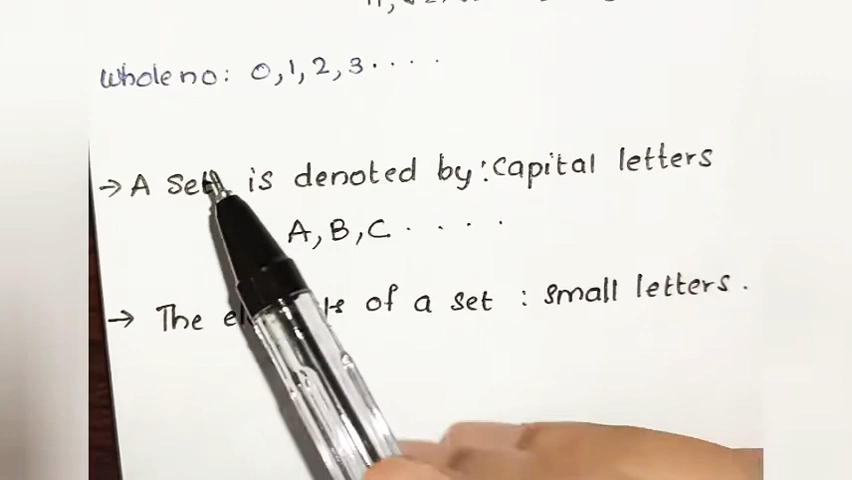 Whole no: 0,1,2,3....
→ A set is denoted by: Capital letters
A, B, C ....
→ The of a set : small letters.